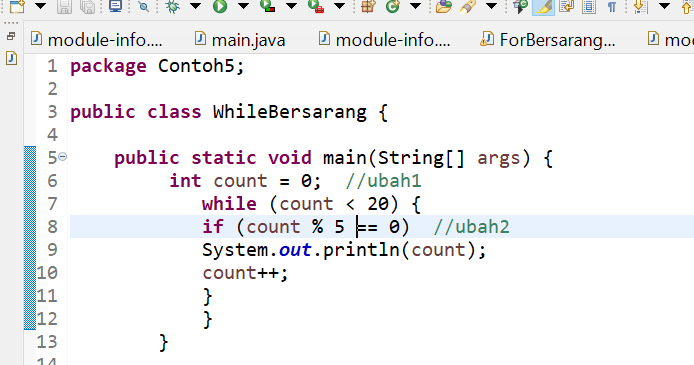 module-info.... main.java module-info.... ForBersarang... mo
1 package Contoh5;
2
3 public class WhileBersarang {
4
5 public static void main(String[] args) {
6 int count = 0; //ubah1
7 while (count < 20) {
8 if (count % 5 == 0) //ubah2
9 System.out.println(count);
10 count++;
11 }
12 }
13 }
14